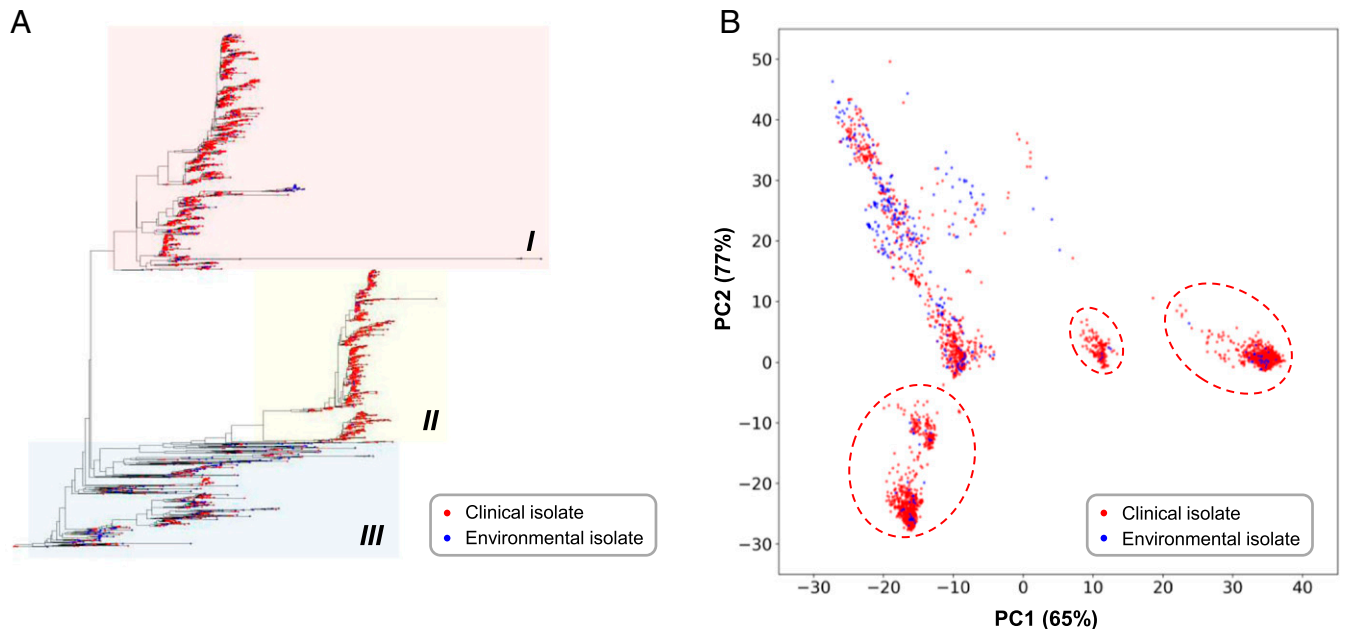 A
I
II
III
Clinical isolate
Environmental isolate
B
50
40
30
20
10
0
−10
−20
−30
PC2 (77%)
Clinical isolate
Environmental isolate
−30 −20 −10 0 10 20 30 40
PC1 (65%)